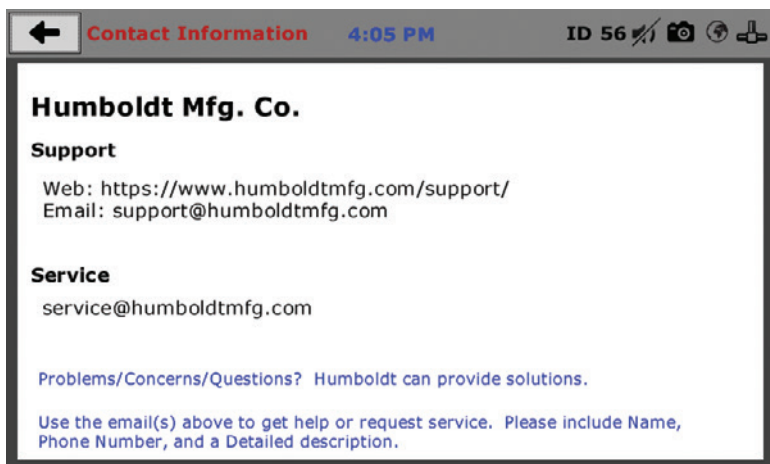 Contact Information 4:05 PM ID 56
Humboldt Mfg. Co.
Support
Web: https://www.humboldtmfg.com/support/
Email: support@humboldtmfg.com
Service
service@humboldtmfg.com
Problems/Concerns/Questions? Humboldt can provide solutions.
Use the email(s) above to get help or request service. Please include Name,
Phone Number, and a Detailed description.